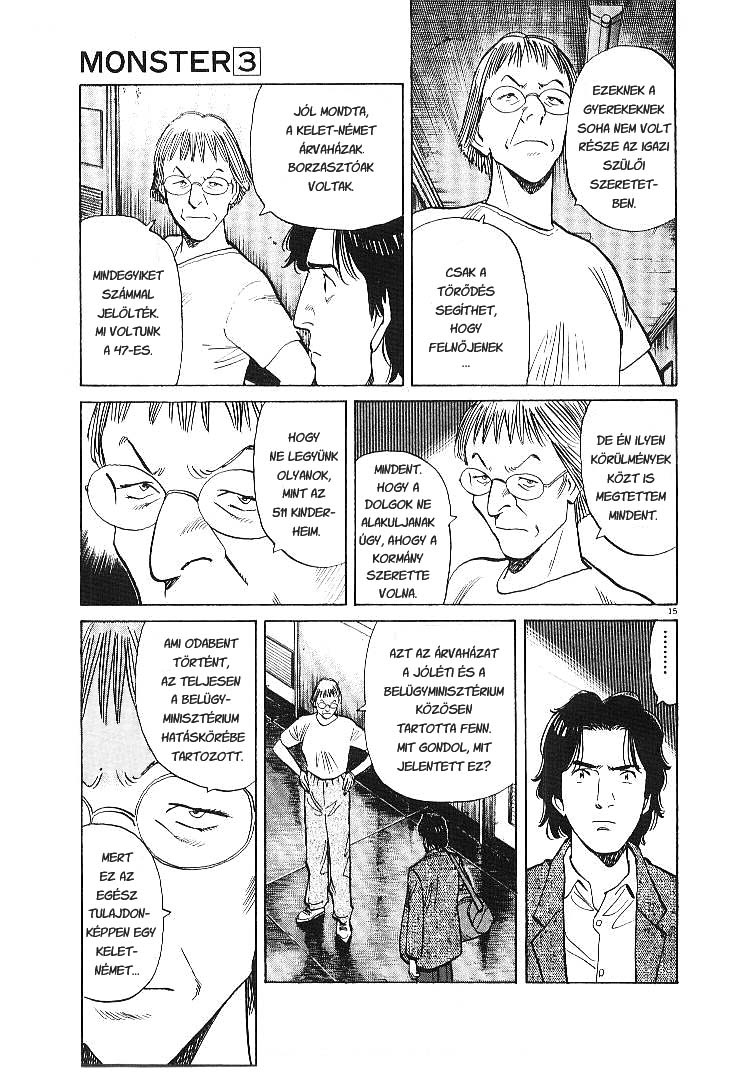 MONSTER 3
JÓL MONDTA,
A KELET-NÉMET
ÁRVAHÁZAK.
BORZASZTÓAK
VOLTAK.
MINDEGYIKET
SZÁMMAL
JELÖLTÉK.
MI VOLTUNK
A 47-ES.
EZEKNEK A
GYEREKEKNEK
SOHA NEM VOLT
RÉSZE AZ IGAZI
SZÜLŐI
SZERETET-
BEN.
CSAK A
TÖRŐDÉS
SEGÍTHET,
HOGY
FELNŐJENEK
...
HOGY
NE LEGYÜNK
OLYANOK,
MINT AZ
511 KINDER-
HEIM.
DE ÉN ILYEN
KÖRÜLMÉNYEK
KÖZT IS
MEGTETTEM
MINDENT.
MINDENT.
HOGY A
DOLGOK NE
ALAKULJANAK
ÚGY, AHOGY A
KORMÁNY
SZERETTE
VOLNA.
15
AMI ODABENT
TÖRTÉNT,
AZ TELJESEN
A BELÜGY-
MINISZTÉRIUM
HATÁSKÖRÉBE
TARTOZOTT.
MERT
EZ AZ
EGÉSZ
TULAJDON-
KÉPPEN EGY
KELET-
NÉMET...
AZT AZ ÁRVAHÁZAT
A JÓLÉTI ÉS A
BELÜGYMINISZTÉRIUM
KÖZÖSEN
TARTOTTA FENN.
MIT GONDOL, MIT
JELENTETT EZ?
.........